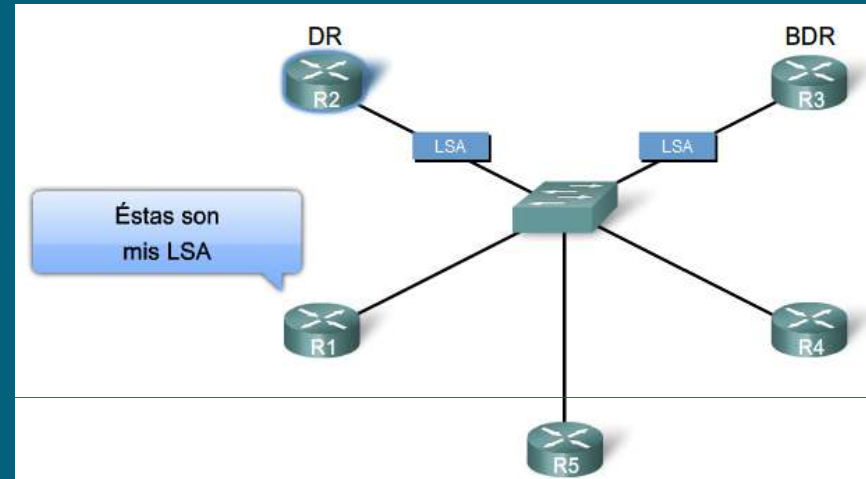 DR
BDR
R2
R3
LSA
LSA
Éstas son
mis LSA
R1
R4
R5